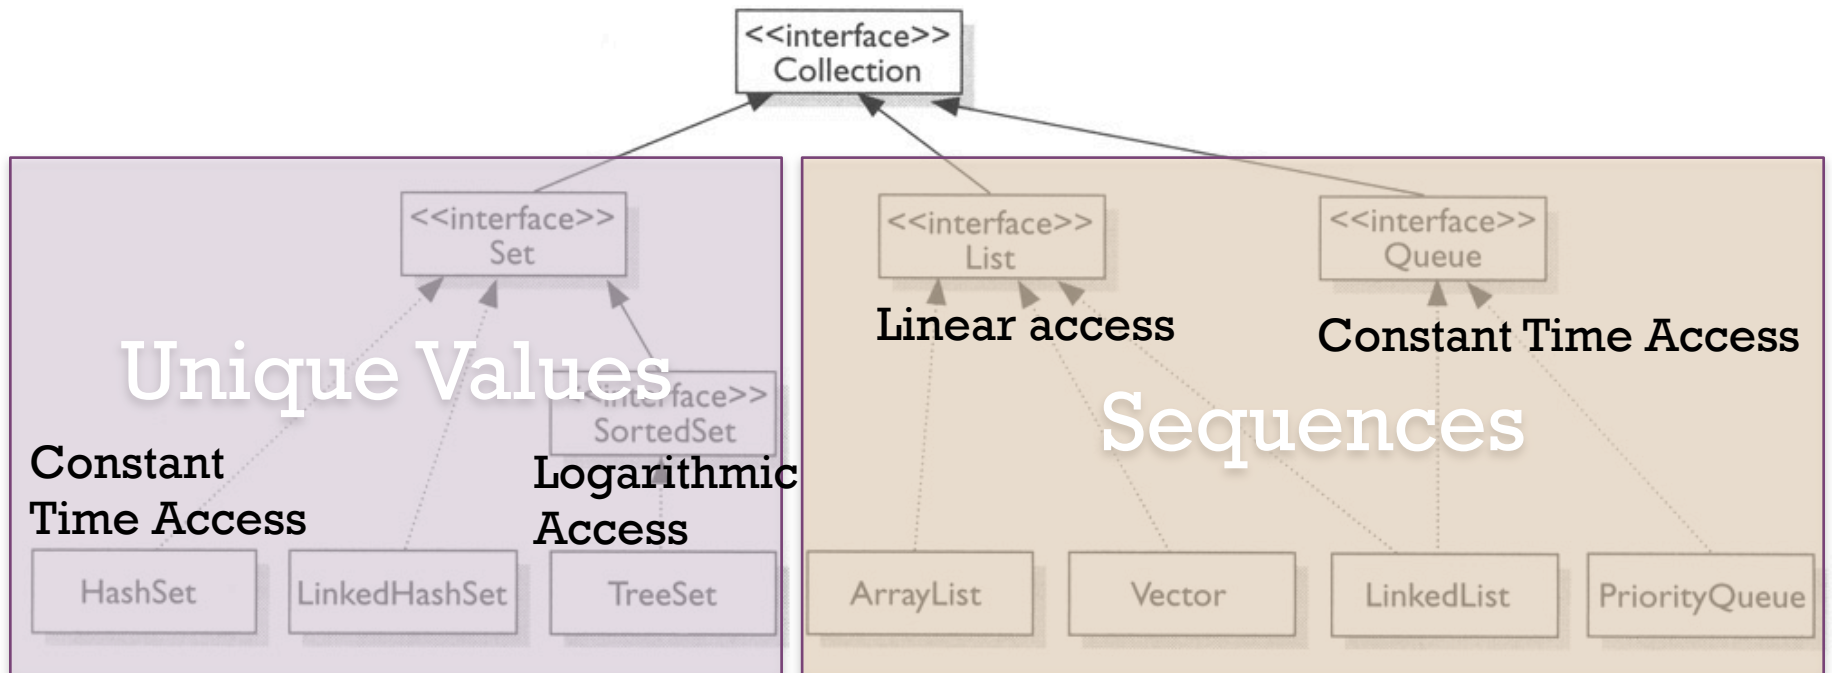 <<interface>>
Collection
<<interface>>
Set
<<interface>>
List
<<interface>>
Queue
Linear access
Constant Time Access
Unique Values
<<interface>>
SortedSet
Sequences
Constant
Time Access
Logarithmic
Access
HashSet
LinkedHashSet
TreeSet
ArrayList
Vector
LinkedList
PriorityQueue